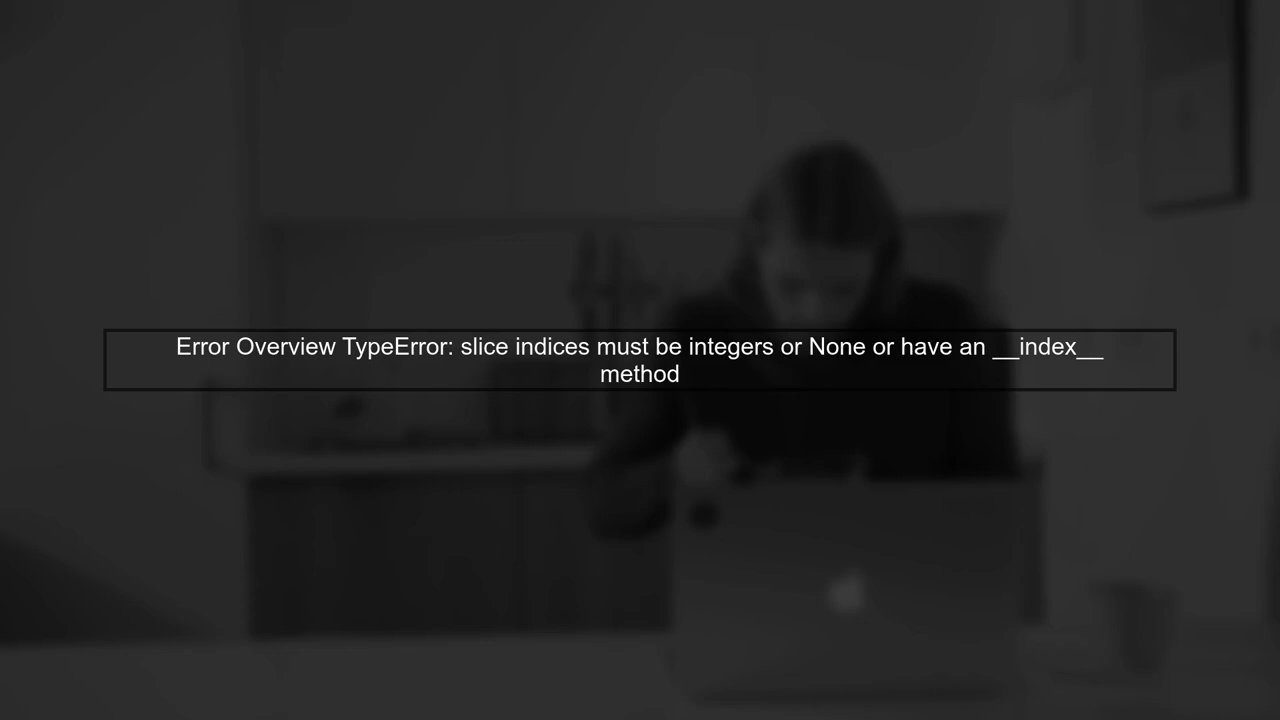 Error Overview TypeError: slice indices must be integers or None or have an __index__
method